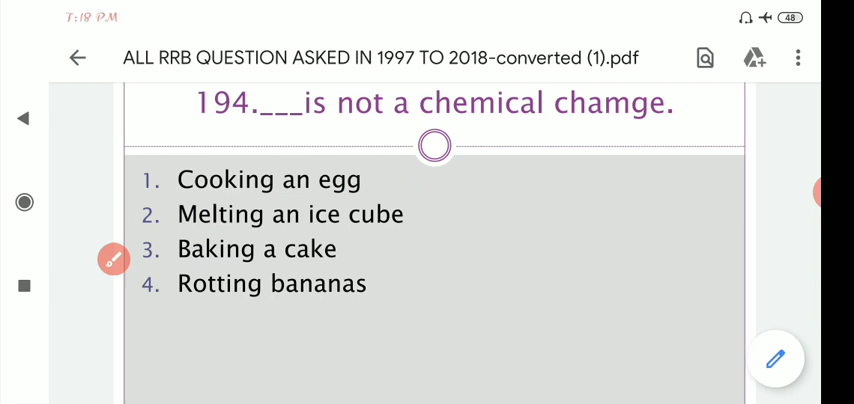 7:18 PM
48
ALL RRB QUESTION ASKED IN 1997 TO 2018-converted (1).pdf
194.___is not a chemical chamge.
1. Cooking an egg
2. Melting an ice cube
3. Baking a cake
4. Rotting bananas